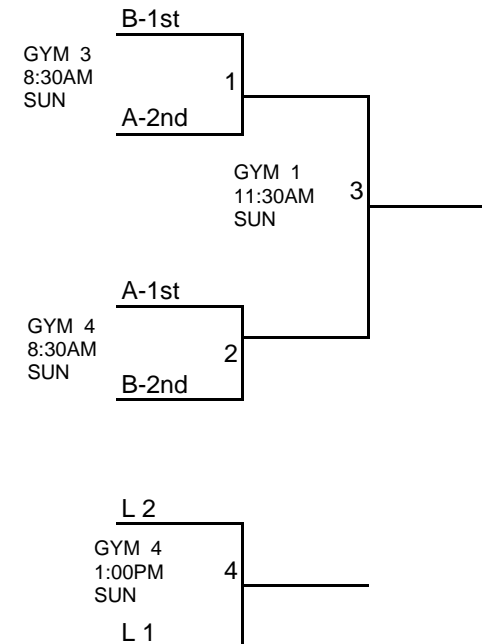 B-1st
GYM 3
8:30AM
SUN
1
A-2nd
GYM 1
11:30AM
SUN
3
A-1st
GYM 4
8:30AM
SUN
2
B-2nd
L 2
GYM 4
1:00PM
SUN
4
L 1